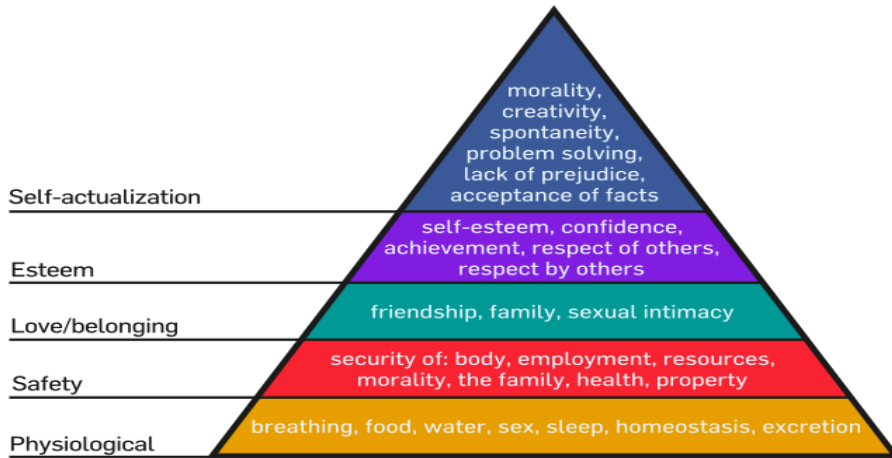 morality,
creativity,
spontaneity,
problem solving,
lack of prejudice,
acceptance of facts
Self-actualization
self-esteem, confidence,
achievement, respect of others,
respect by others
Esteem
friendship, family, sexual intimacy
Love/belonging
security of: body, employment, resources,
morality, the family, health, property
Safety
breathing, food, water, sex, sleep, homeostasis, excretion
Physiological